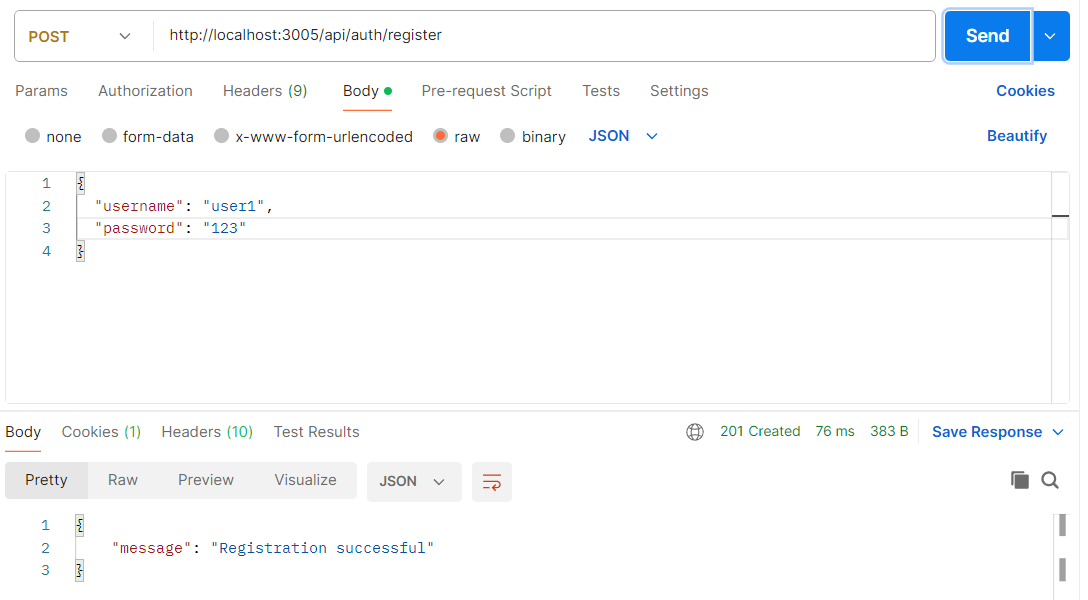 POST http://localhost:3005/api/auth/register Send
Params Authorization Headers (9) Body Pre-request Script Tests Settings Cookies
none form-data x-www-form-urlencoded raw binary JSON Beautify
1 {
2 "username": "user1",
3 "password": "123"
4 }
Body Cookies (1) Headers (10) Test Results 201 Created 76 ms 383 B Save Response
Pretty Raw Preview Visualize JSON
1 {
2 "message": "Registration successful"
3 }